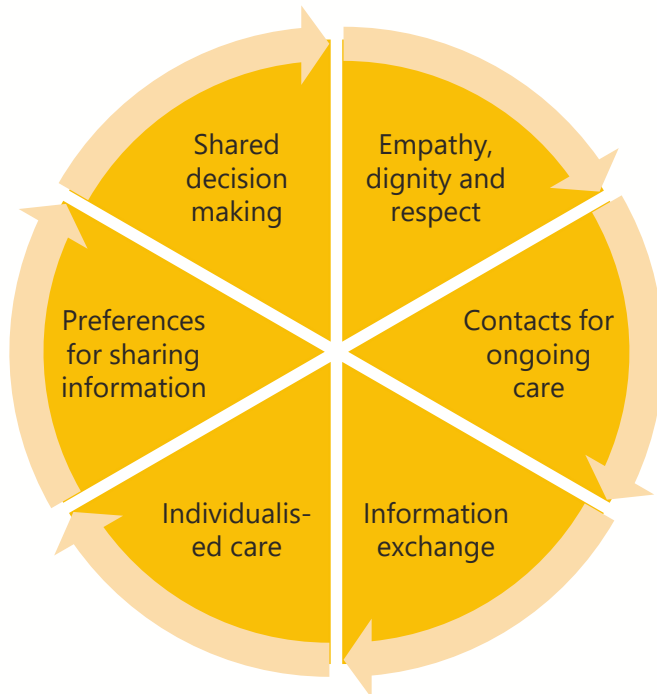 Shared
decision
making
Empathy,
dignity and
respect
Preferences
for sharing
information
Contacts for
ongoing
care
Individualis-
ed care
Information
exchange